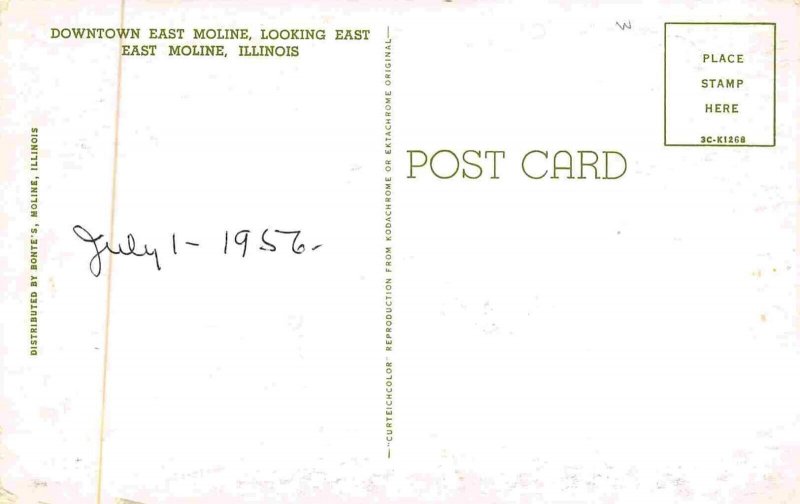 DOWNTOWN EAST MOLINE, LOOKING EAST
EAST MOLINE, ILLINOIS
DISTRIBUTED BY BONTE'S, MOLINE, ILLINOIS
July 1- 1956-
—"CURTEICHCOLOR" REPRODUCTION FROM KODACHROME OR EKTACHROME ORIGINAL—
POST CARD
W
PLACE
STAMP
HERE
3C-K1268